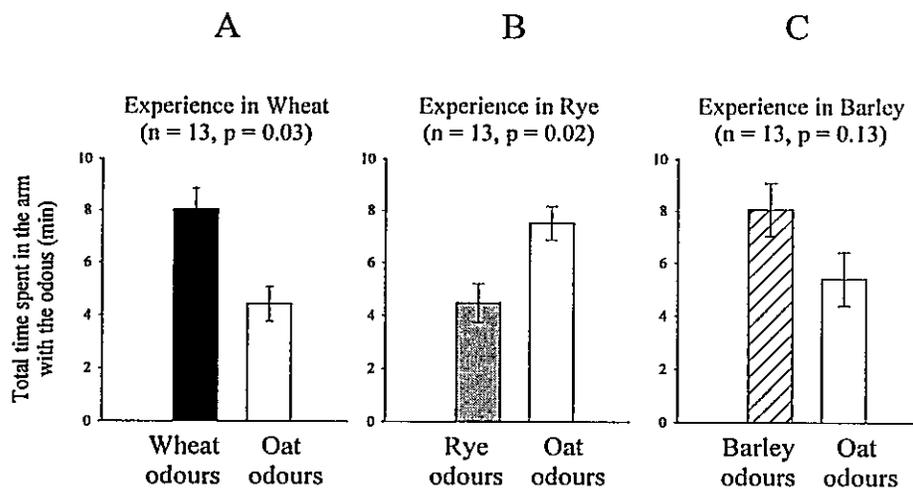 A
B
C
Experience in Wheat
(n = 13, p = 0.03)
Experience in Rye
(n = 13, p = 0.02)
Experience in Barley
(n = 13, p = 0.13)
Total time spent in the arm
with the odous (min)
10
8
6
4
2
0
10
8
6
4
2
0
10
8
6
4
2
0
Wheat
odours
Oat
odours
Rye
odours
Oat
odours
Barley
odours
Oat
odours